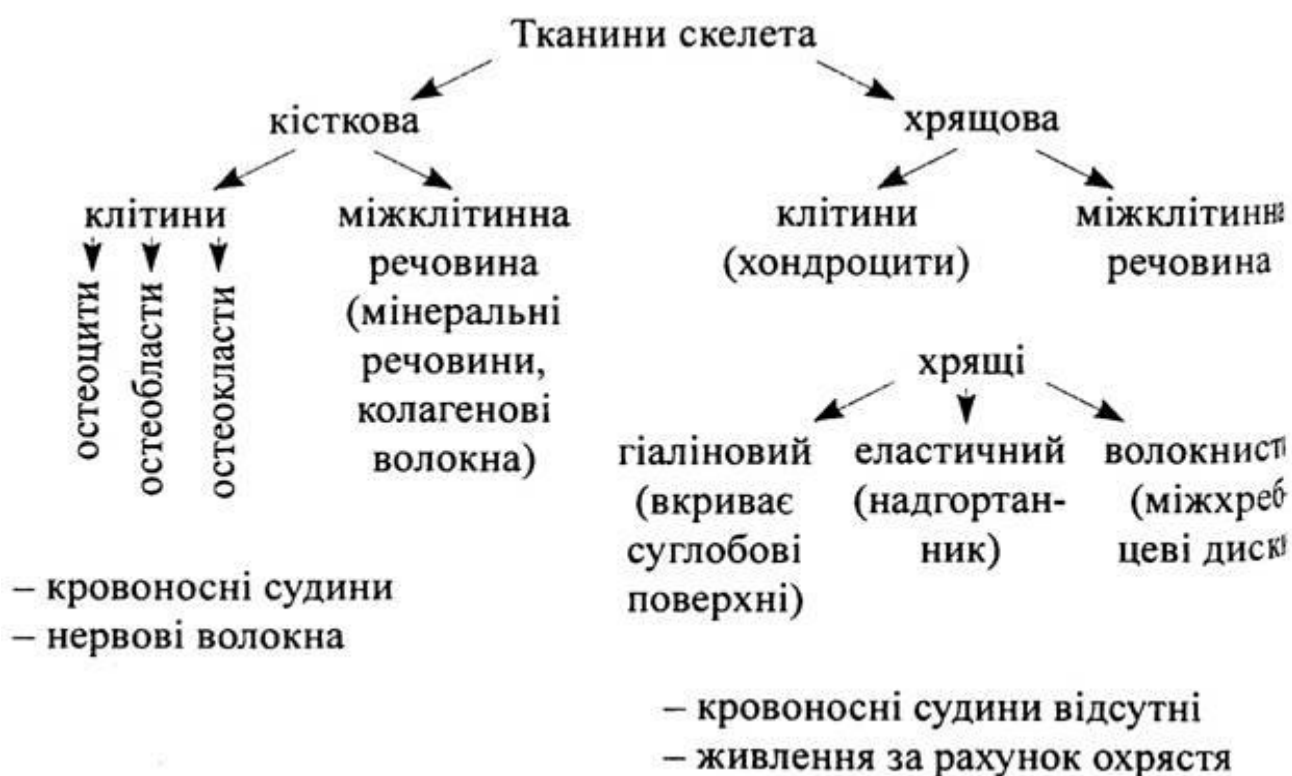 Тканини скелета
кісткова
хрящова
клітини
міжклітинна
речовина
(мінеральні
речовини,
колагенові
волокна)
остеоцити
остеобласти
остеокласти
клітини
(хондроцити)
міжклітинна
речовина
хрящі
гіаліновий
(вкриває
суглобові
поверхні)
еластичний
(надгортан-
ник)
волокнисті
(міжхреб-
цеві диски
– кровоносні судини
– нервові волокна
– кровоносні судини відсутні
– живлення за рахунок охрястя